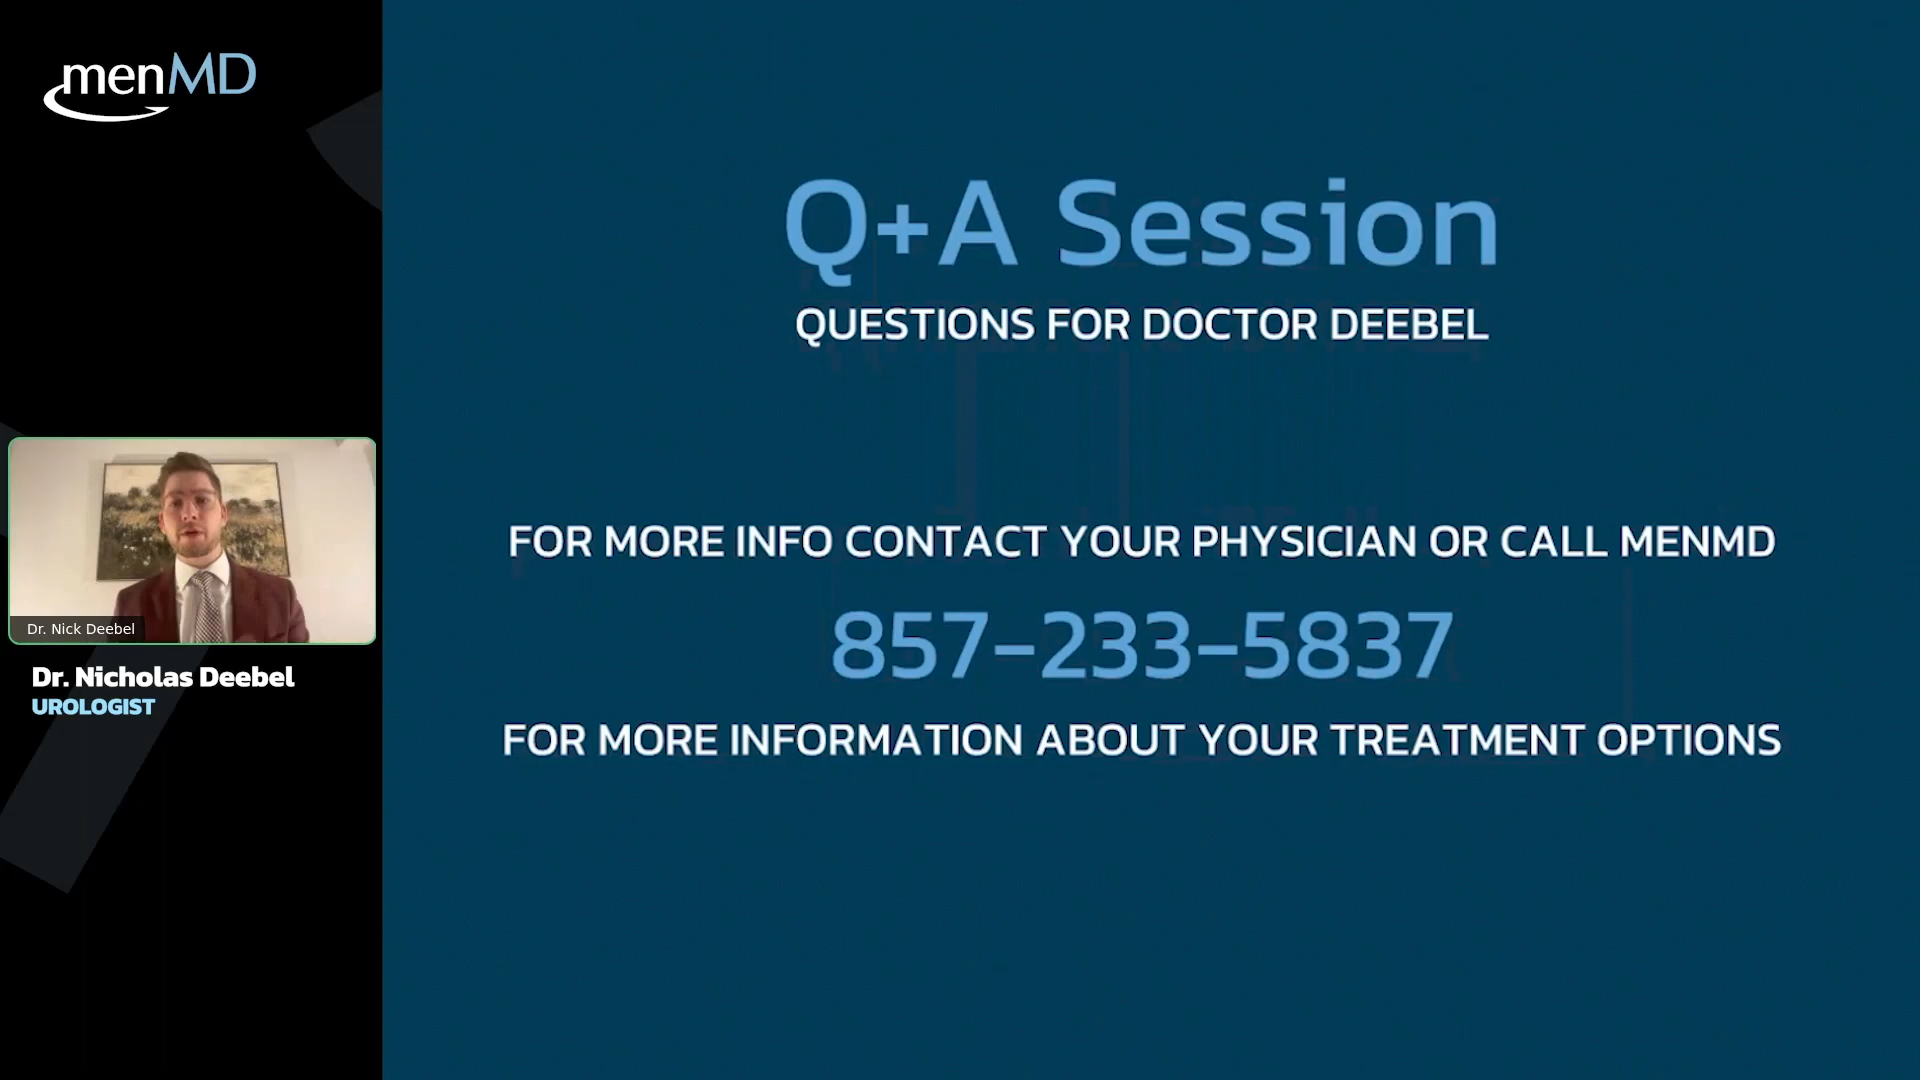 menMD
Q+A Session
QUESTIONS FOR DOCTOR DEEBEL
FOR MORE INFO CONTACT YOUR PHYSICIAN OR CALL MENMD
857-233-5837
FOR MORE INFORMATION ABOUT YOUR TREATMENT OPTIONS
Dr. Nick Deebel
Dr. Nicholas Deebel
UROLOGIST